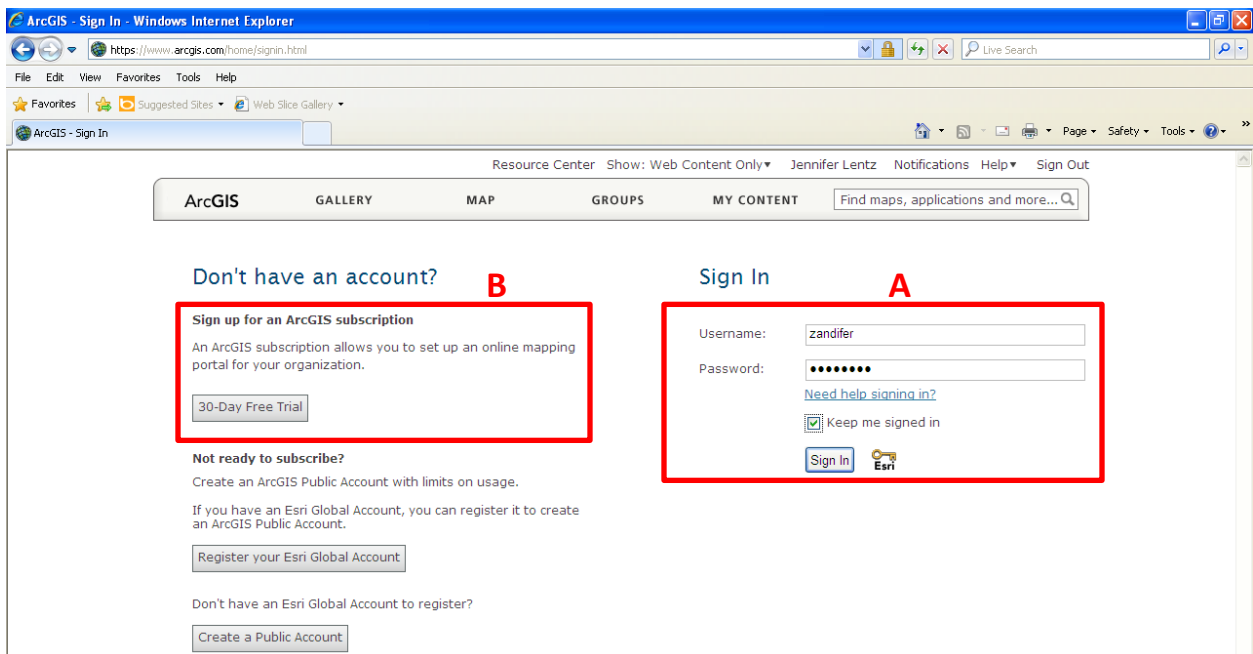 ArcGIS - Sign In - Windows Internet Explorer
https://www.arcgis.com/home/signin.html
Live Search
File Edit View Favorites Tools Help
Favorites Suggested Sites Web Slice Gallery
ArcGIS - Sign In
Page Safety Tools »
Resource Center Show: Web Content Only Jennifer Lentz Notifications Help Sign Out
ArcGIS GALLERY MAP GROUPS MY CONTENT Find maps, applications and more...
Don't have an account?
B
Sign up for an ArcGIS subscription
An ArcGIS subscription allows you to set up an online mapping
portal for your organization.
30-Day Free Trial
Not ready to subscribe?
Create an ArcGIS Public Account with limits on usage.
If you have an Esri Global Account, you can register it to create
an ArcGIS Public Account.
Register your Esri Global Account
Don't have an Esri Global Account to register?
Create a Public Account
Sign In
A
Username: zandifer
Password: ••••••••
Need help signing in?
Keep me signed in
Sign In Esri